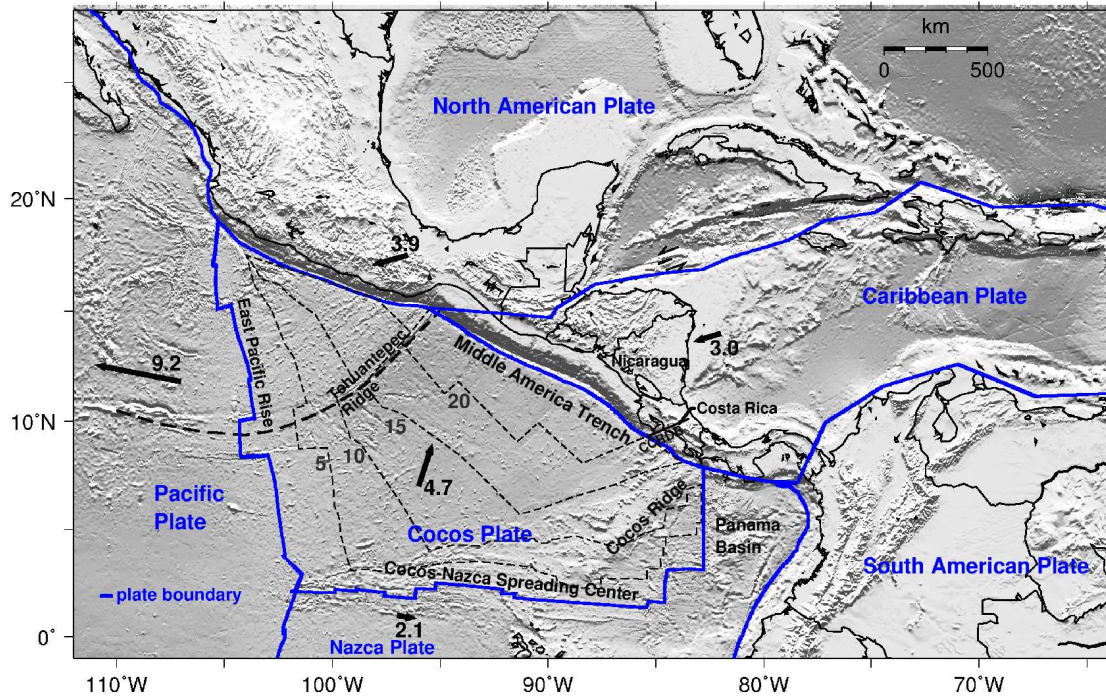 km
0 500
North American Plate
20°N
3.9
Caribbean Plate
East Pacific Rise
9.2
Tehuantepec
Ridge
Middle America Trench
Nicaragua
3.0
20
Costa Rica
10°N
15
5
10
4.7
Pacific
Plate
Cocos Plate
Cocos Ridge
Panama
Basin
South American Plate
Cocos-Nazca Spreading Center
plate boundary
2.1
0°
Nazca Plate
110°W 100°W 90°W 80°W 70°W